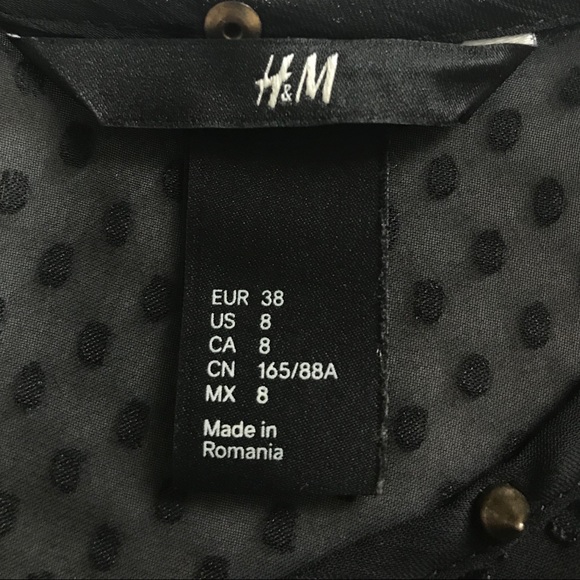 H&M
EUR 38
US 8
CA 8
CN 165/88A
MX 8
Made in
Romania